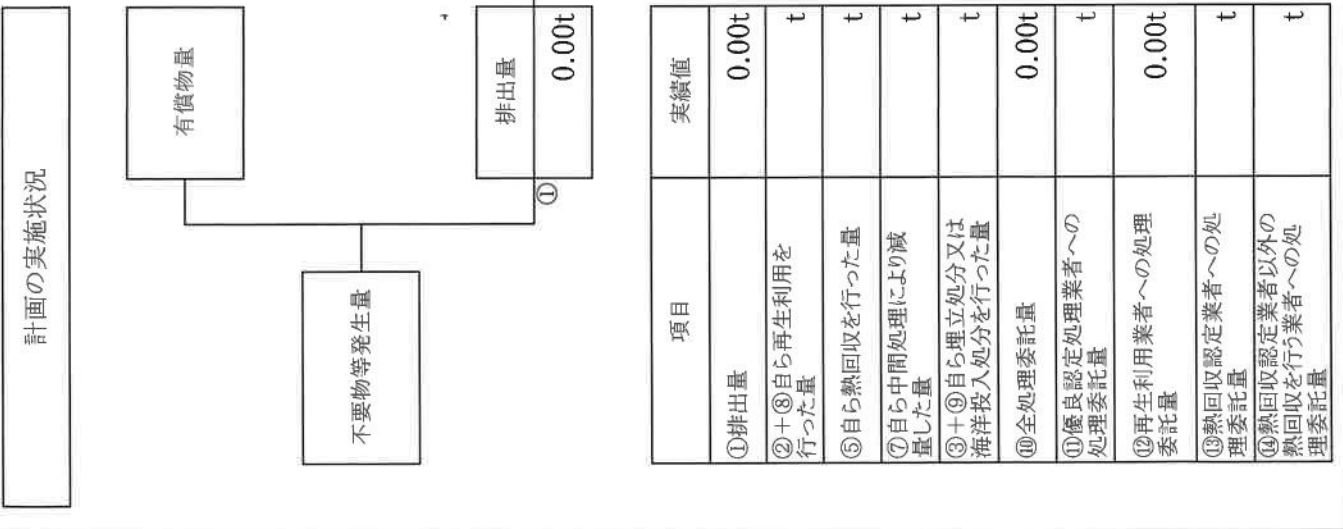 計画の実施状況
有償物量
不要物等発生量
①
排出量
0.00t
項目
実績値
①排出量
0.00t
②+⑧自ら再生利用を
行った量
t
⑤自ら熱回収を行った量
t
⑦自ら中間処理により減
量した量
t
③+⑨自ら埋立処分又は
海洋投入処分を行った量
t
⑩全処理委託量
0.00t
⑪優良認定処理業者への
処理委託量
t
⑫再生利用業者への処理
委託量
0.00t
⑬熱回収認定業者への処
理委託量
t
⑭熱回収認定業者以外の
熱回収を行う業者への処
理委託量
t